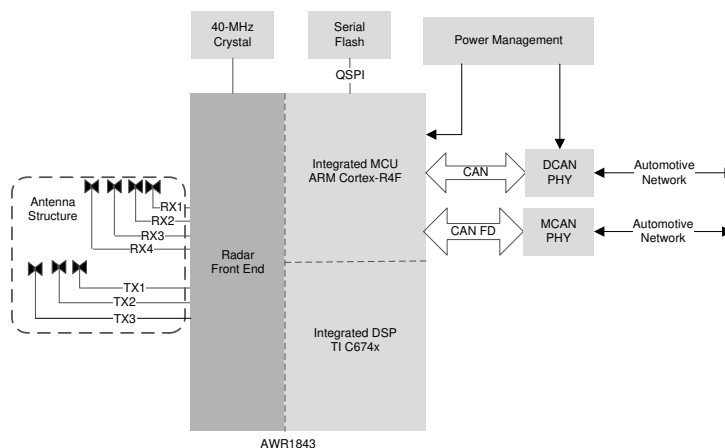 40-MHz
Crystal
Serial
Flash
Power Management
QSPI
Integrated MCU
ARM Cortex-R4F
CAN
DCAN
PHY
Automotive
Network
Antenna
Structure
RX1
RX2
RX3
RX4
Radar
Front End
CAN FD
MCAN
PHY
Automotive
Network
TX1
TX2
TX3
Integrated DSP
TI C674x
AWR1843